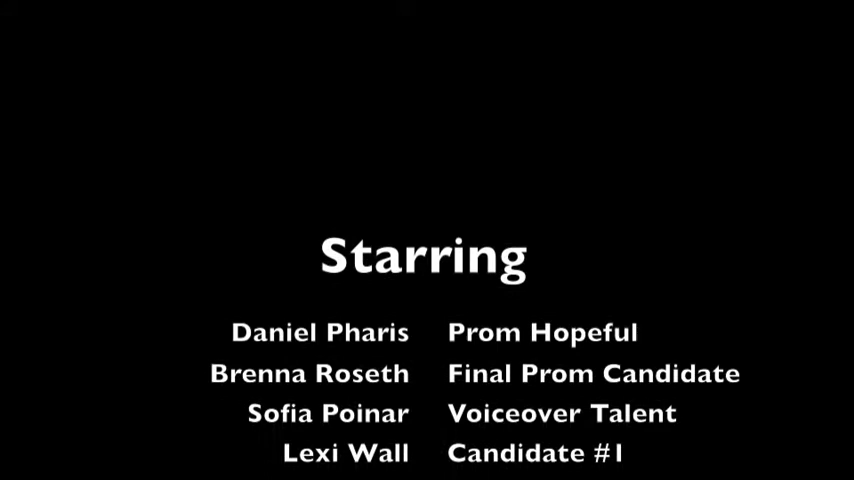 Starring
Daniel Pharis Prom Hopeful
Brenna Roseth Final Prom Candidate
Sofia Poinar Voiceover Talent
Lexi Wall Candidate #1